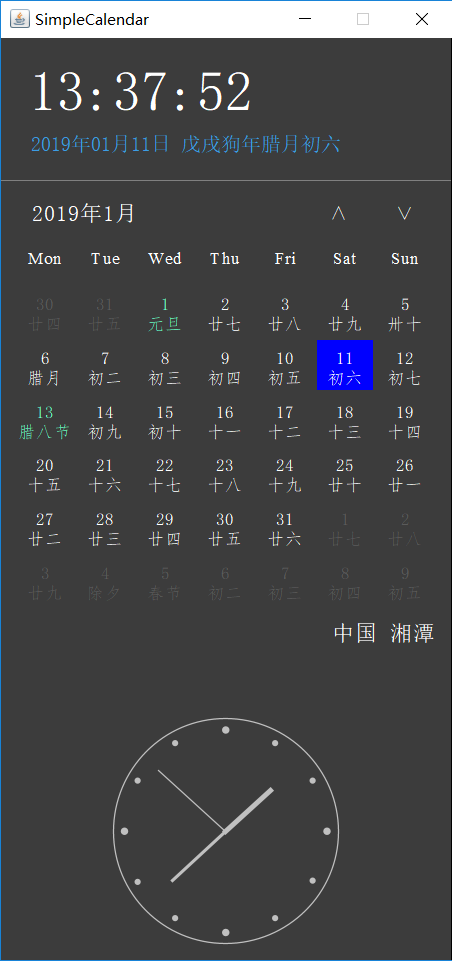 SimpleCalendar
13:37:52
2019年01月11日 戊戌狗年腊月初六
2019年1月
Mon Tue Wed Thu Fri Sat Sun
30 31 1 2 3 4 5
廿四 廿五 元旦 廿七 廿八 廿九 卅十
6 7 8 9 10 11 12
腊月 初二 初三 初四 初五 初六 初七
13 14 15 16 17 18 19
腊八节 初九 初十 十一 十二 十三 十四
20 21 22 23 24 25 26
十五 十六 十七 十八 十九 廿十 廿一
27 28 29 30 31 1 2
廿二 廿三 廿四 廿五 廿六 廿七 廿八
3 4 5 6 7 8 9
廿九 除夕 春节 初二 初三 初四 初五
中国 湘潭